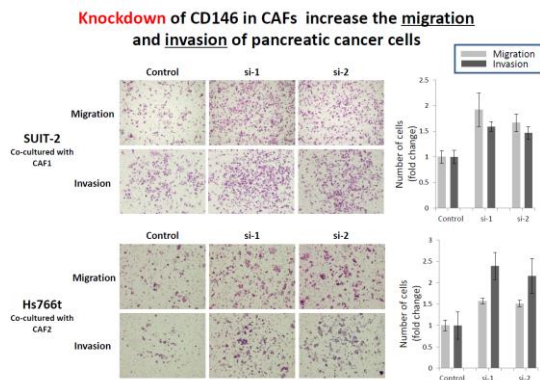 Knockdown of CD146 in CAFs increase the migration
and invasion of pancreatic cancer cells
Migration
Invasion
Control si-1 si-2
SUIT-2
Co-cultured with
CAF1
Migration
Invasion
Number of cells
(fold change)
2.5
2
1.5
1
0.5
0
Control si-1 si-2
Control si-1 si-2
Hs766t
Co-cultured with
CAF2
Migration
Invasion
Number of cells
(fold change)
3
2.5
2
1.5
1
0.5
0
Control si-1 si-2